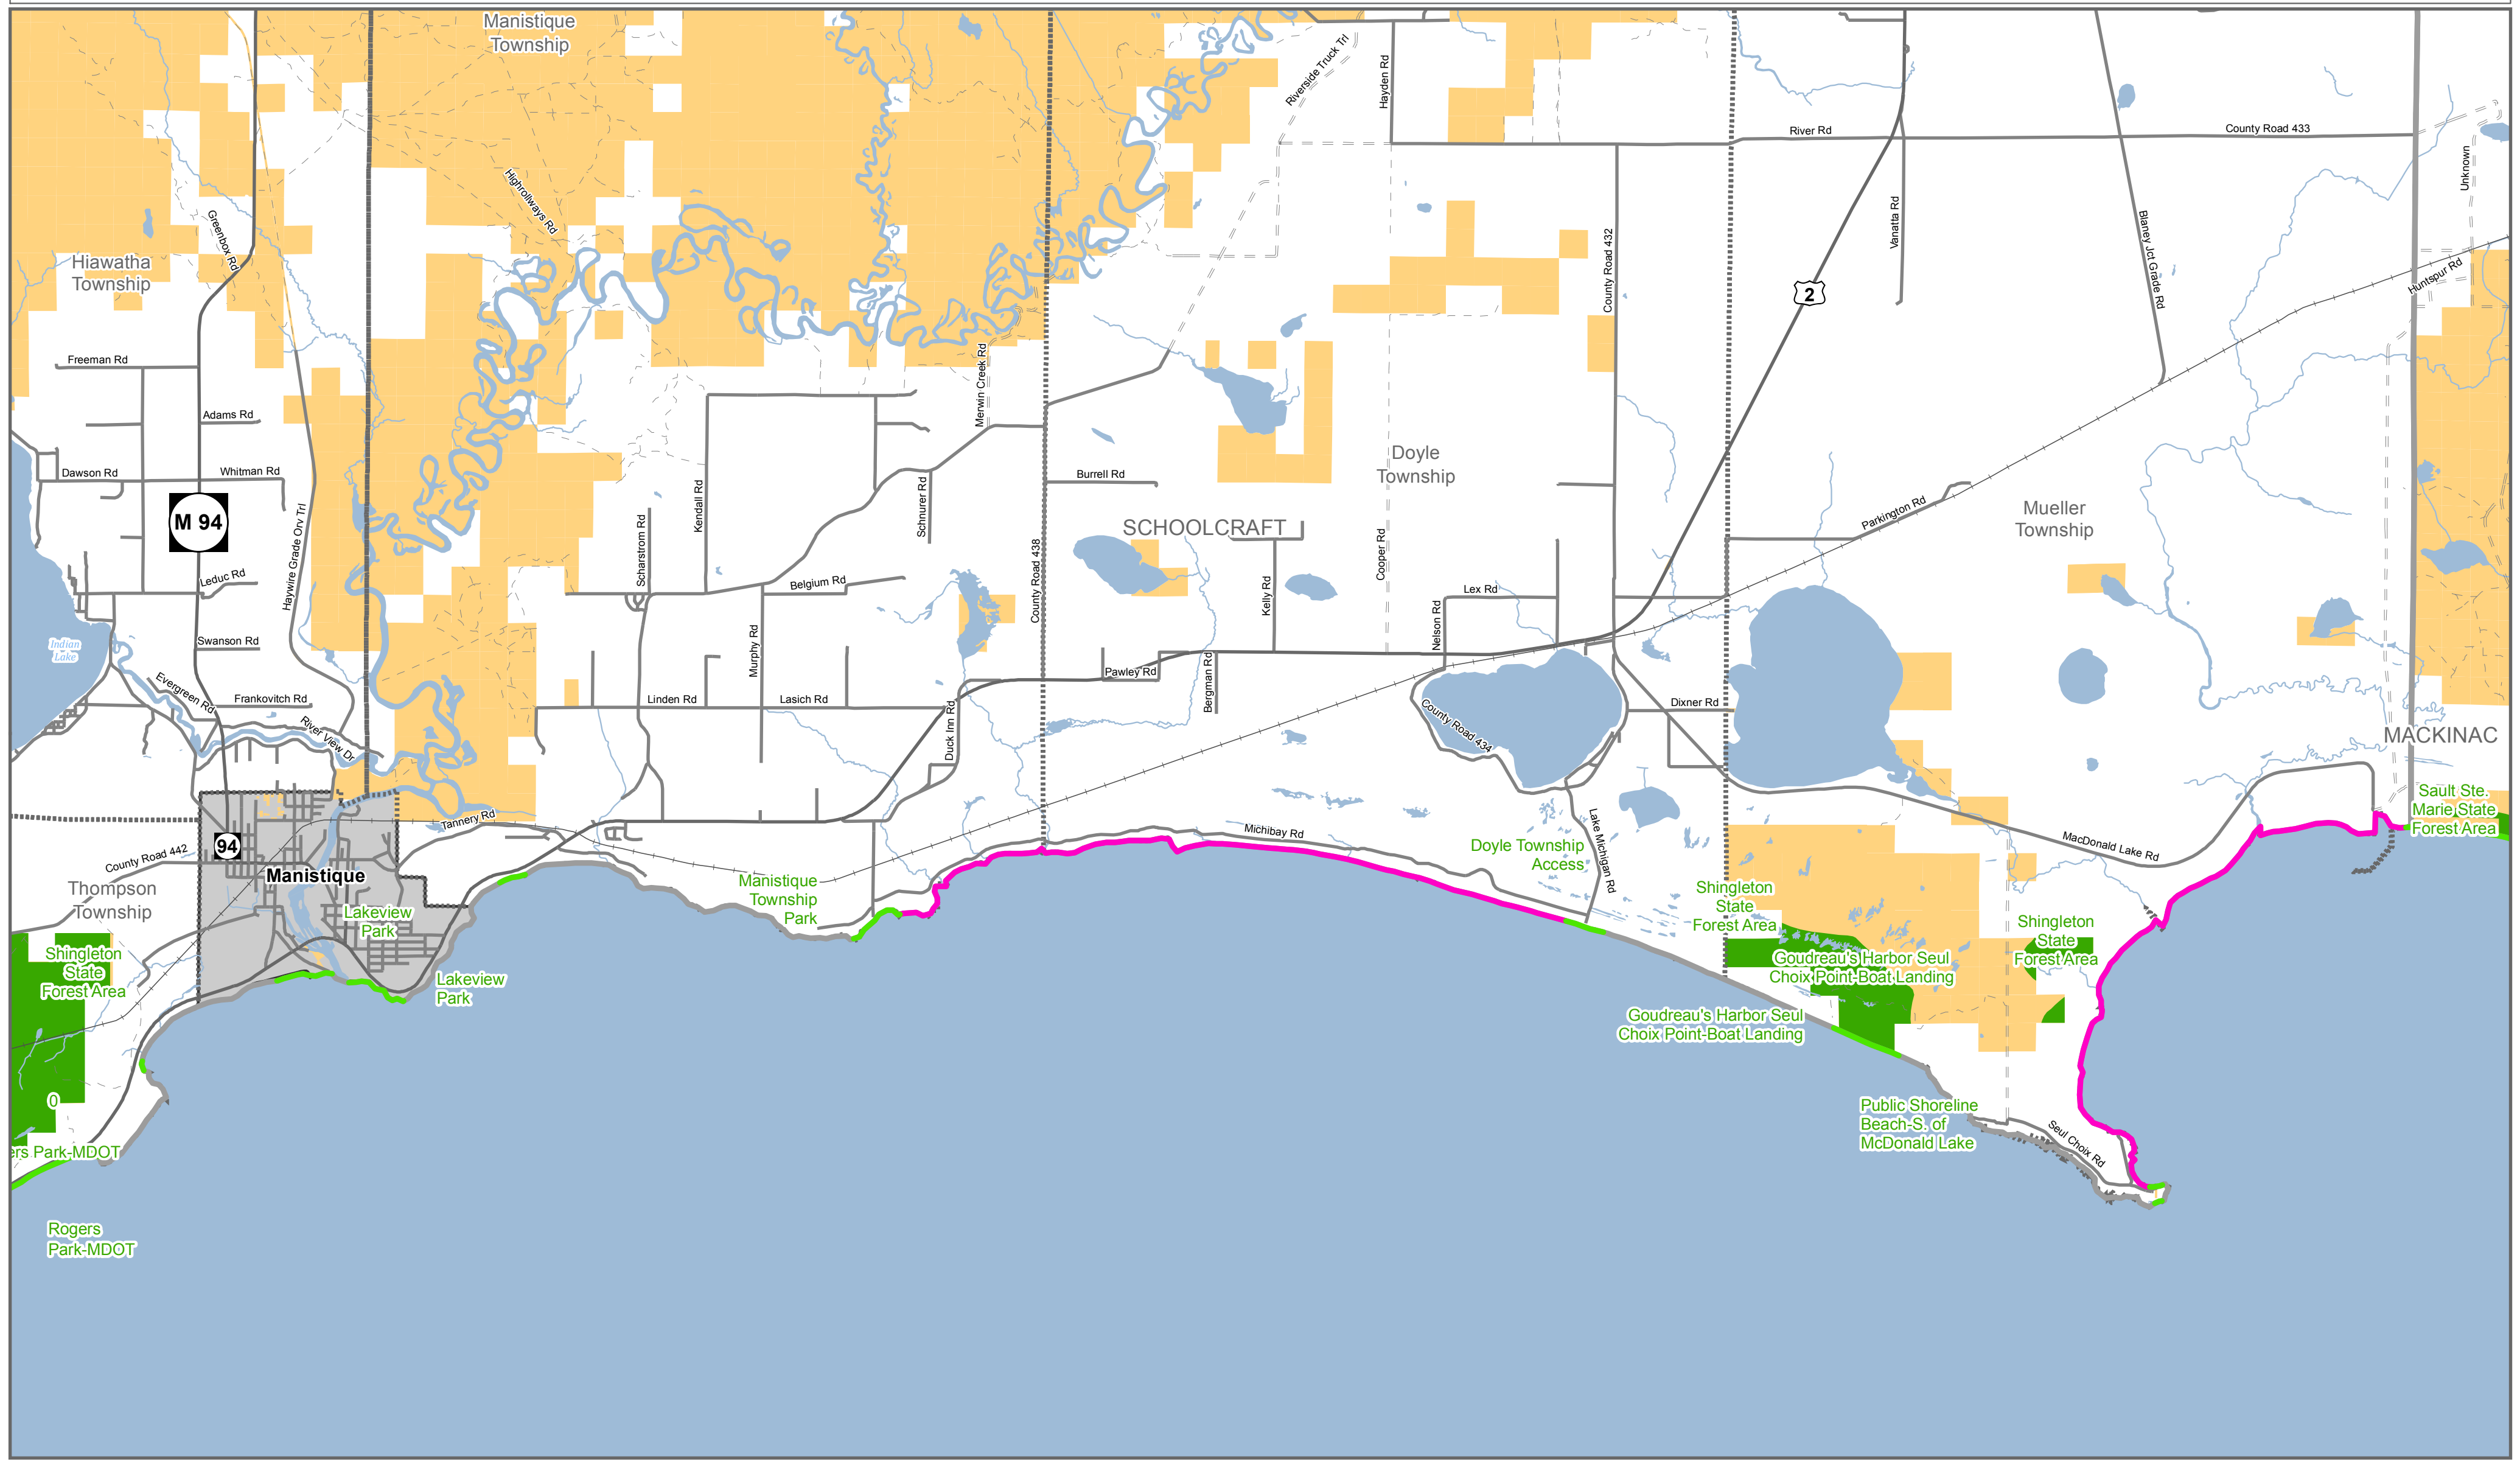 Manistique
Township
Riverside Truck Trl
Hayden Rd
River Rd
County Road 433
Unknown
Highrollways Rd
Greenbox Rd
Vanatta Rd
Blaney Jct Grade Rd
County Road 432
Hiawatha
Township
Huntspur Rd
2
Freeman Rd
Merwin Creek Rd
Adams Rd
Dawson Rd
Whitman Rd
Burrell Rd
Doyle
Township
M 94
Kendall Rd
Schnurer Rd
SCHOOLCRAFT
Parkington Rd
Mueller
Township
Haywire Grade Orv Trl
Scharstrom Rd
County Road 438
Cooper Rd
Leduc Rd
Belgium Rd
Kelly Rd
Lex Rd
Nelson Rd
Swanson Rd
Indian
Lake
Murphy Rd
Pawley Rd
Bergman Rd
Evergreen Rd
Frankovitch Rd
Linden Rd
Lasich Rd
Dixner Rd
River View Dr
Duck Inn Rd
County Road 434
MACKINAC
Sault Ste.
Marie State
Forest Area
Tannery Rd
Michibay Rd
Lake Michigan Rd
MacDonald Lake Rd
94
County Road 442
Manistique
Doyle Township
Access
Thompson
Township
Manistique
Township
Park
Lakeview
Park
Shingleton
State
Forest Area
Shingleton
State
Forest Area
Shingleton
State
Forest Area
Goudreau's Harbor Seul
Choix Point-Boat Landing
Lakeview
Park
Goudreau's Harbor Seul
Choix Point-Boat Landing
0
Public Shoreline
Beach-S. of
McDonald Lake
Seul Choix Rd
ers Park-MDOT
Rogers
Park-MDOT